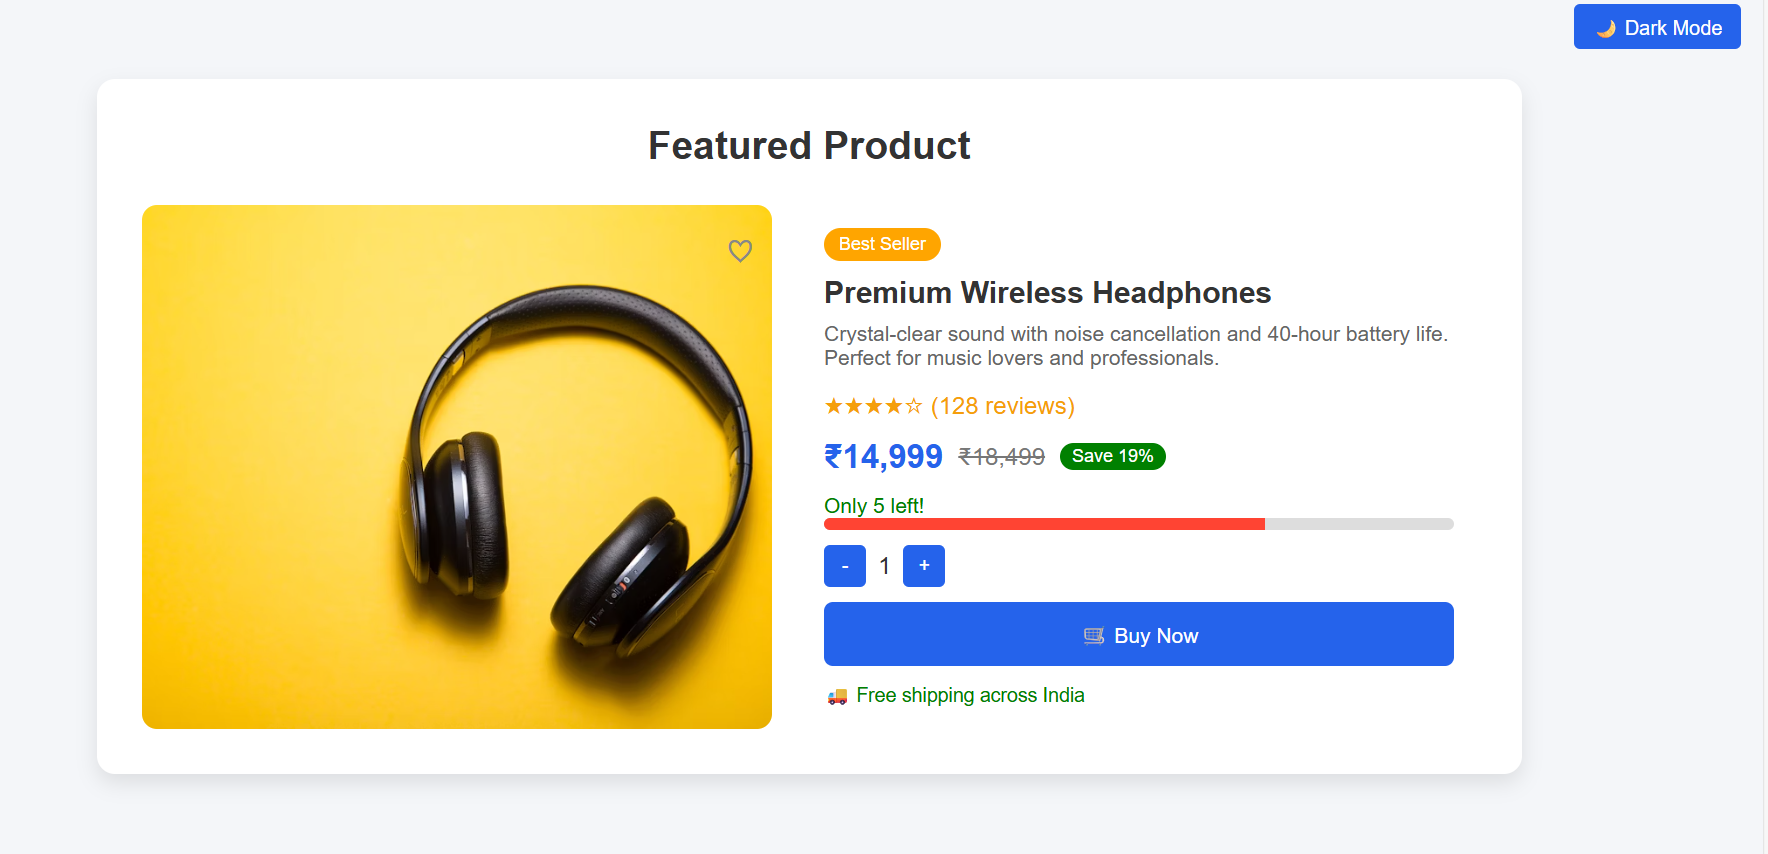 🌙 Dark Mode
Featured Product
Best Seller
Premium Wireless Headphones
Crystal-clear sound with noise cancellation and 40-hour battery life.
Perfect for music lovers and professionals.
★★★★☆ (128 reviews)
₹14,999 ₹18,499 Save 19%
Only 5 left!
- 1 +
🛒 Buy Now
🚚 Free shipping across India